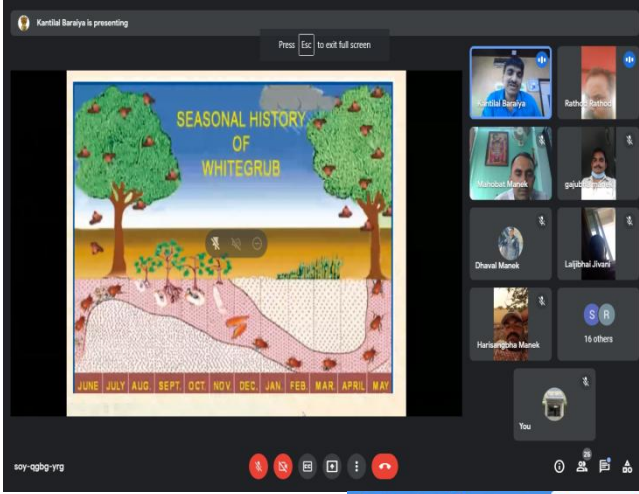 Kantilal Baraiya is presenting
Press Esc to exit full screen
SEASONAL HISTORY
OF
WHITEGRUB
JUNE JULY AUG. SEPT. OCT. NOV. DEC. JAN. FEB. MAR. APRIL MAY
Kantilal Baraiya
Rathod Rathod
Mahobat Manek
Dhaval Manek
Laljibhai Jivani
Harisangbha Manek
S R
16 others
You
soy-qgbg-yrg
25